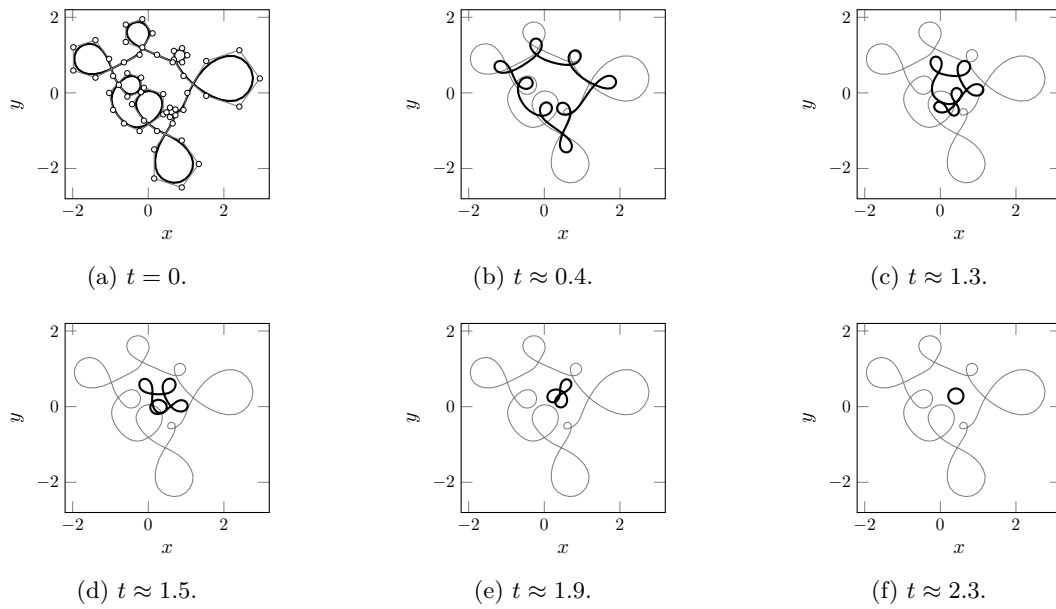 2
0
−2
y
−2 0 2
x
(a) t = 0.
2
0
−2
y
−2 0 2
x
(b) t ≈ 0.4.
2
0
−2
y
−2 0 2
x
(c) t ≈ 1.3.
2
0
−2
y
−2 0 2
x
(d) t ≈ 1.5.
2
0
−2
y
−2 0 2
x
(e) t ≈ 1.9.
2
0
−2
y
−2 0 2
x
(f) t ≈ 2.3.